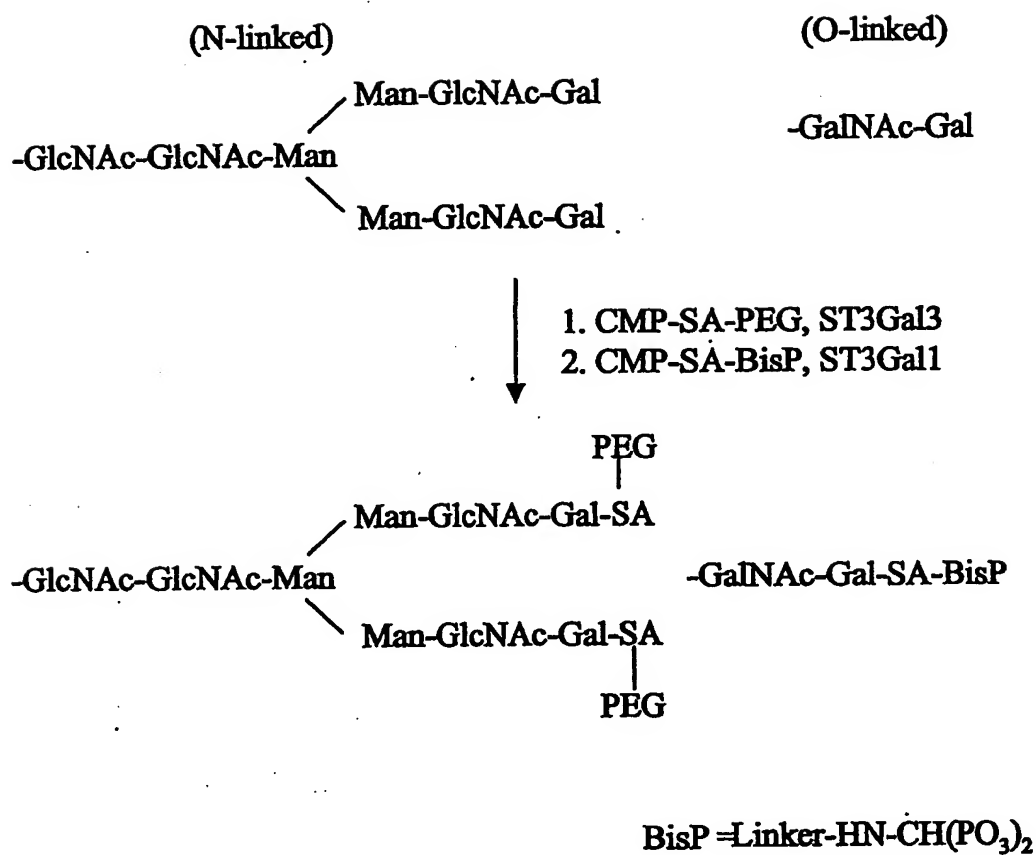 (N-linked)
(O-linked)
Man-GlcNAc-Gal
-GalNAc-Gal
-GlcNAc-GlcNAc-Man
Man-GlcNAc-Gal
1. CMP-SA-PEG, ST3Gal3
2. CMP-SA-BisP, ST3Gal1
PEG
Man-GlcNAc-Gal-SA
-GlcNAc-GlcNAc-Man
-GalNAc-Gal-SA-BisP
Man-GlcNAc-Gal-SA
PEG
BisP=Linker-HN-CH(PO₃)₂